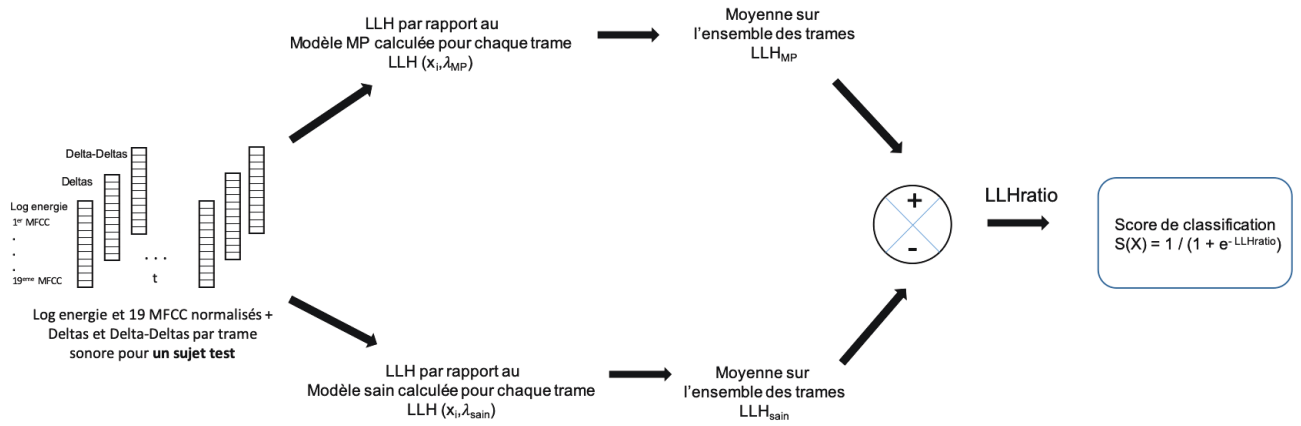 LLH par rapport au
Modèle MP calculée pour chaque trame
LLH (xᵢ,λMP)
Moyenne sur
l'ensemble des trames
LLHMP
Delta-Deltas
Deltas
Log energie
1er MFCC
.
.
.
19eme MFCC
. . .
t
Log energie et 19 MFCC normalisés +
Deltas et Delta-Deltas par trame
sonore pour un sujet test
+
-
LLHratio
Score de classification
S(X) = 1 / (1 + e- LLHratio)
LLH par rapport au
Modèle sain calculée pour chaque trame
LLH (xᵢ,λsain)
Moyenne sur
l'ensemble des trames
LLHsain